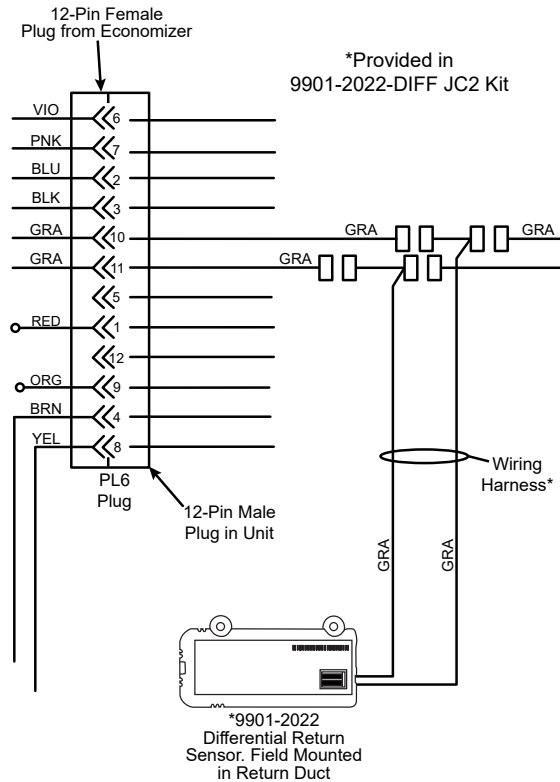 12-Pin Female
Plug from Economizer
*Provided in
9901-2022-DIFF JC2 Kit
VIO
6
PNK
7
BLU
2
BLK
3
GRA
10
GRA
GRA
GRA
11
GRA
5
RED
1
12
ORG
9
BRN
4
YEL
8
PL6
Plug
12-Pin Male
Plug in Unit
Wiring
Harness*
GRA
GRA
*9901-2022
Differential Return
Sensor. Field Mounted
in Return Duct